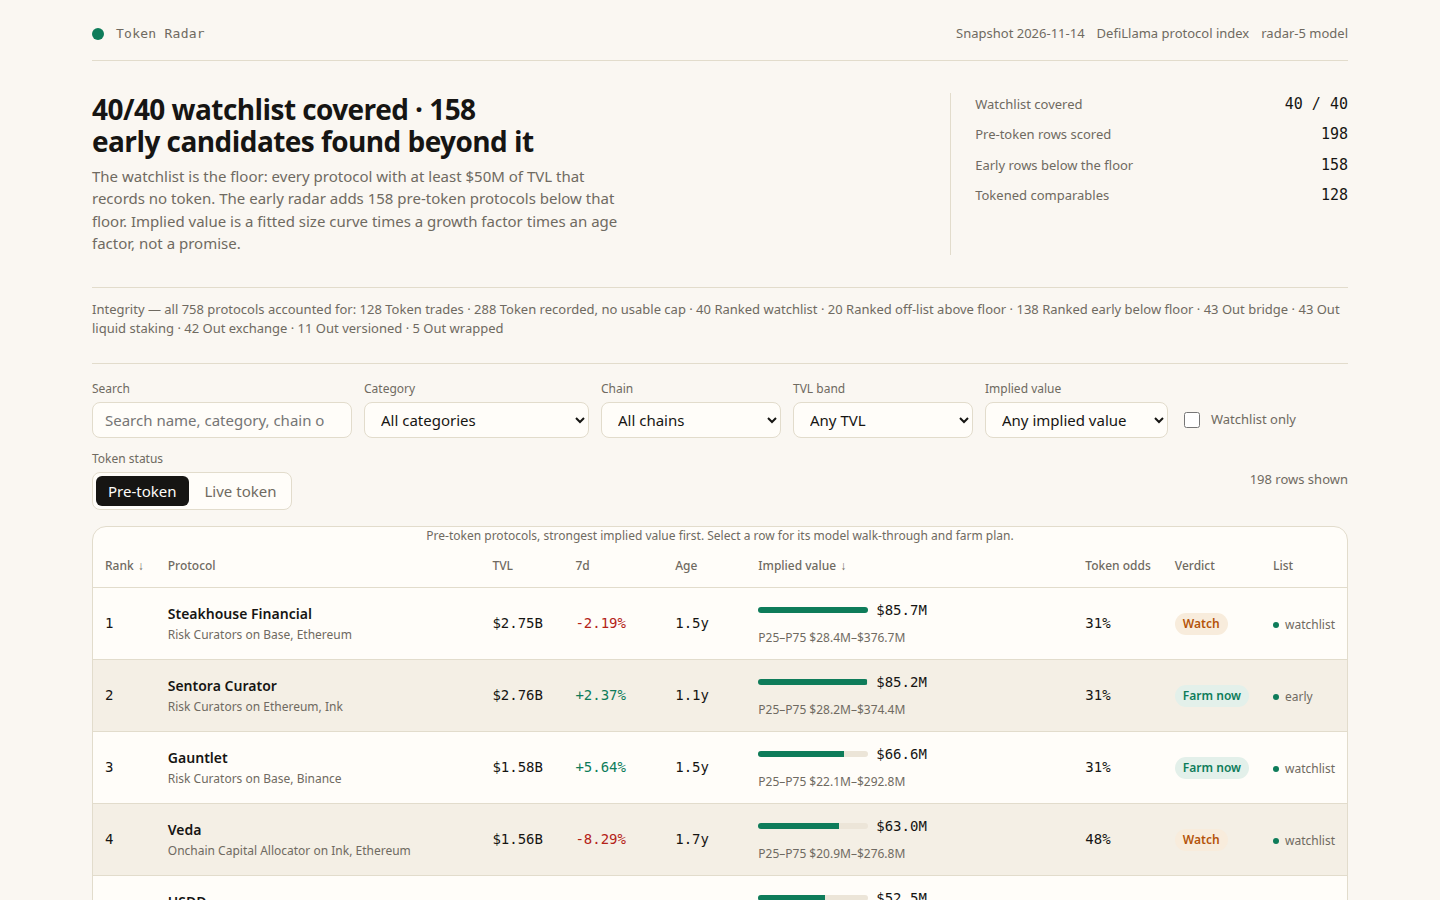 Token Radar
Snapshot 2026-11-14 DefiLlama protocol index radar-5 model
40/40 watchlist covered · 158
early candidates found beyond it
The watchlist is the floor: every protocol with at least $50M of TVL that
records no token. The early radar adds 158 pre-token protocols below that
floor. Implied value is a fitted size curve times a growth factor times an age
factor, not a promise.
Watchlist covered 40 / 40
Pre-token rows scored 198
Early rows below the floor 158
Tokened comparables 128
Integrity — all 758 protocols accounted for: 128 Token trades · 288 Token recorded, no usable cap · 40 Ranked watchlist · 20 Ranked off-list above floor · 138 Ranked early below floor · 43 Out bridge · 43 Out
liquid staking · 42 Out exchange · 11 Out versioned · 5 Out wrapped
Search Category Chain TVL band Implied value
Search name, category, chain o All categories All chains Any TVL Any implied value Watchlist only
Token status
Pre-token Live token
198 rows shown
Pre-token protocols, strongest implied value first. Select a row for its model walk-through and farm plan.
Rank ↓ Protocol TVL 7d Age Implied value ↓ Token odds Verdict List
1 Steakhouse Financial $2.75B -2.19% 1.5y $85.7M 31% Watch watchlist
Risk Curators on Base, Ethereum P25–P75 $28.4M–$376.7M
2 Sentora Curator $2.76B +2.37% 1.1y $85.2M 31% Farm now early
Risk Curators on Ethereum, Ink P25–P75 $28.2M–$374.4M
3 Gauntlet $1.58B +5.64% 1.5y $66.6M 31% Farm now watchlist
Risk Curators on Base, Binance P25–P75 $22.1M–$292.8M
4 Veda $1.56B -8.29% 1.7y $63.0M 48% Watch watchlist
Onchain Capital Allocator on Ink, Ethereum P25–P75 $20.9M–$276.8M
USDD $52.5M